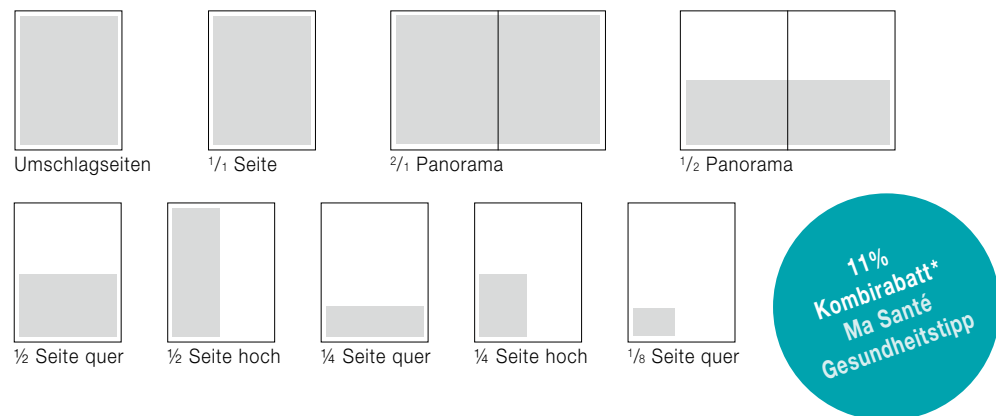 Umschlagseiten
¹/₁ Seite
²/₁ Panorama
¹/₂ Panorama
½ Seite quer
½ Seite hoch
¼ Seite quer
¼ Seite hoch
¹/₈ Seite quer
11%
Kombirabatt*
Ma Santé
Gesundheitstipp